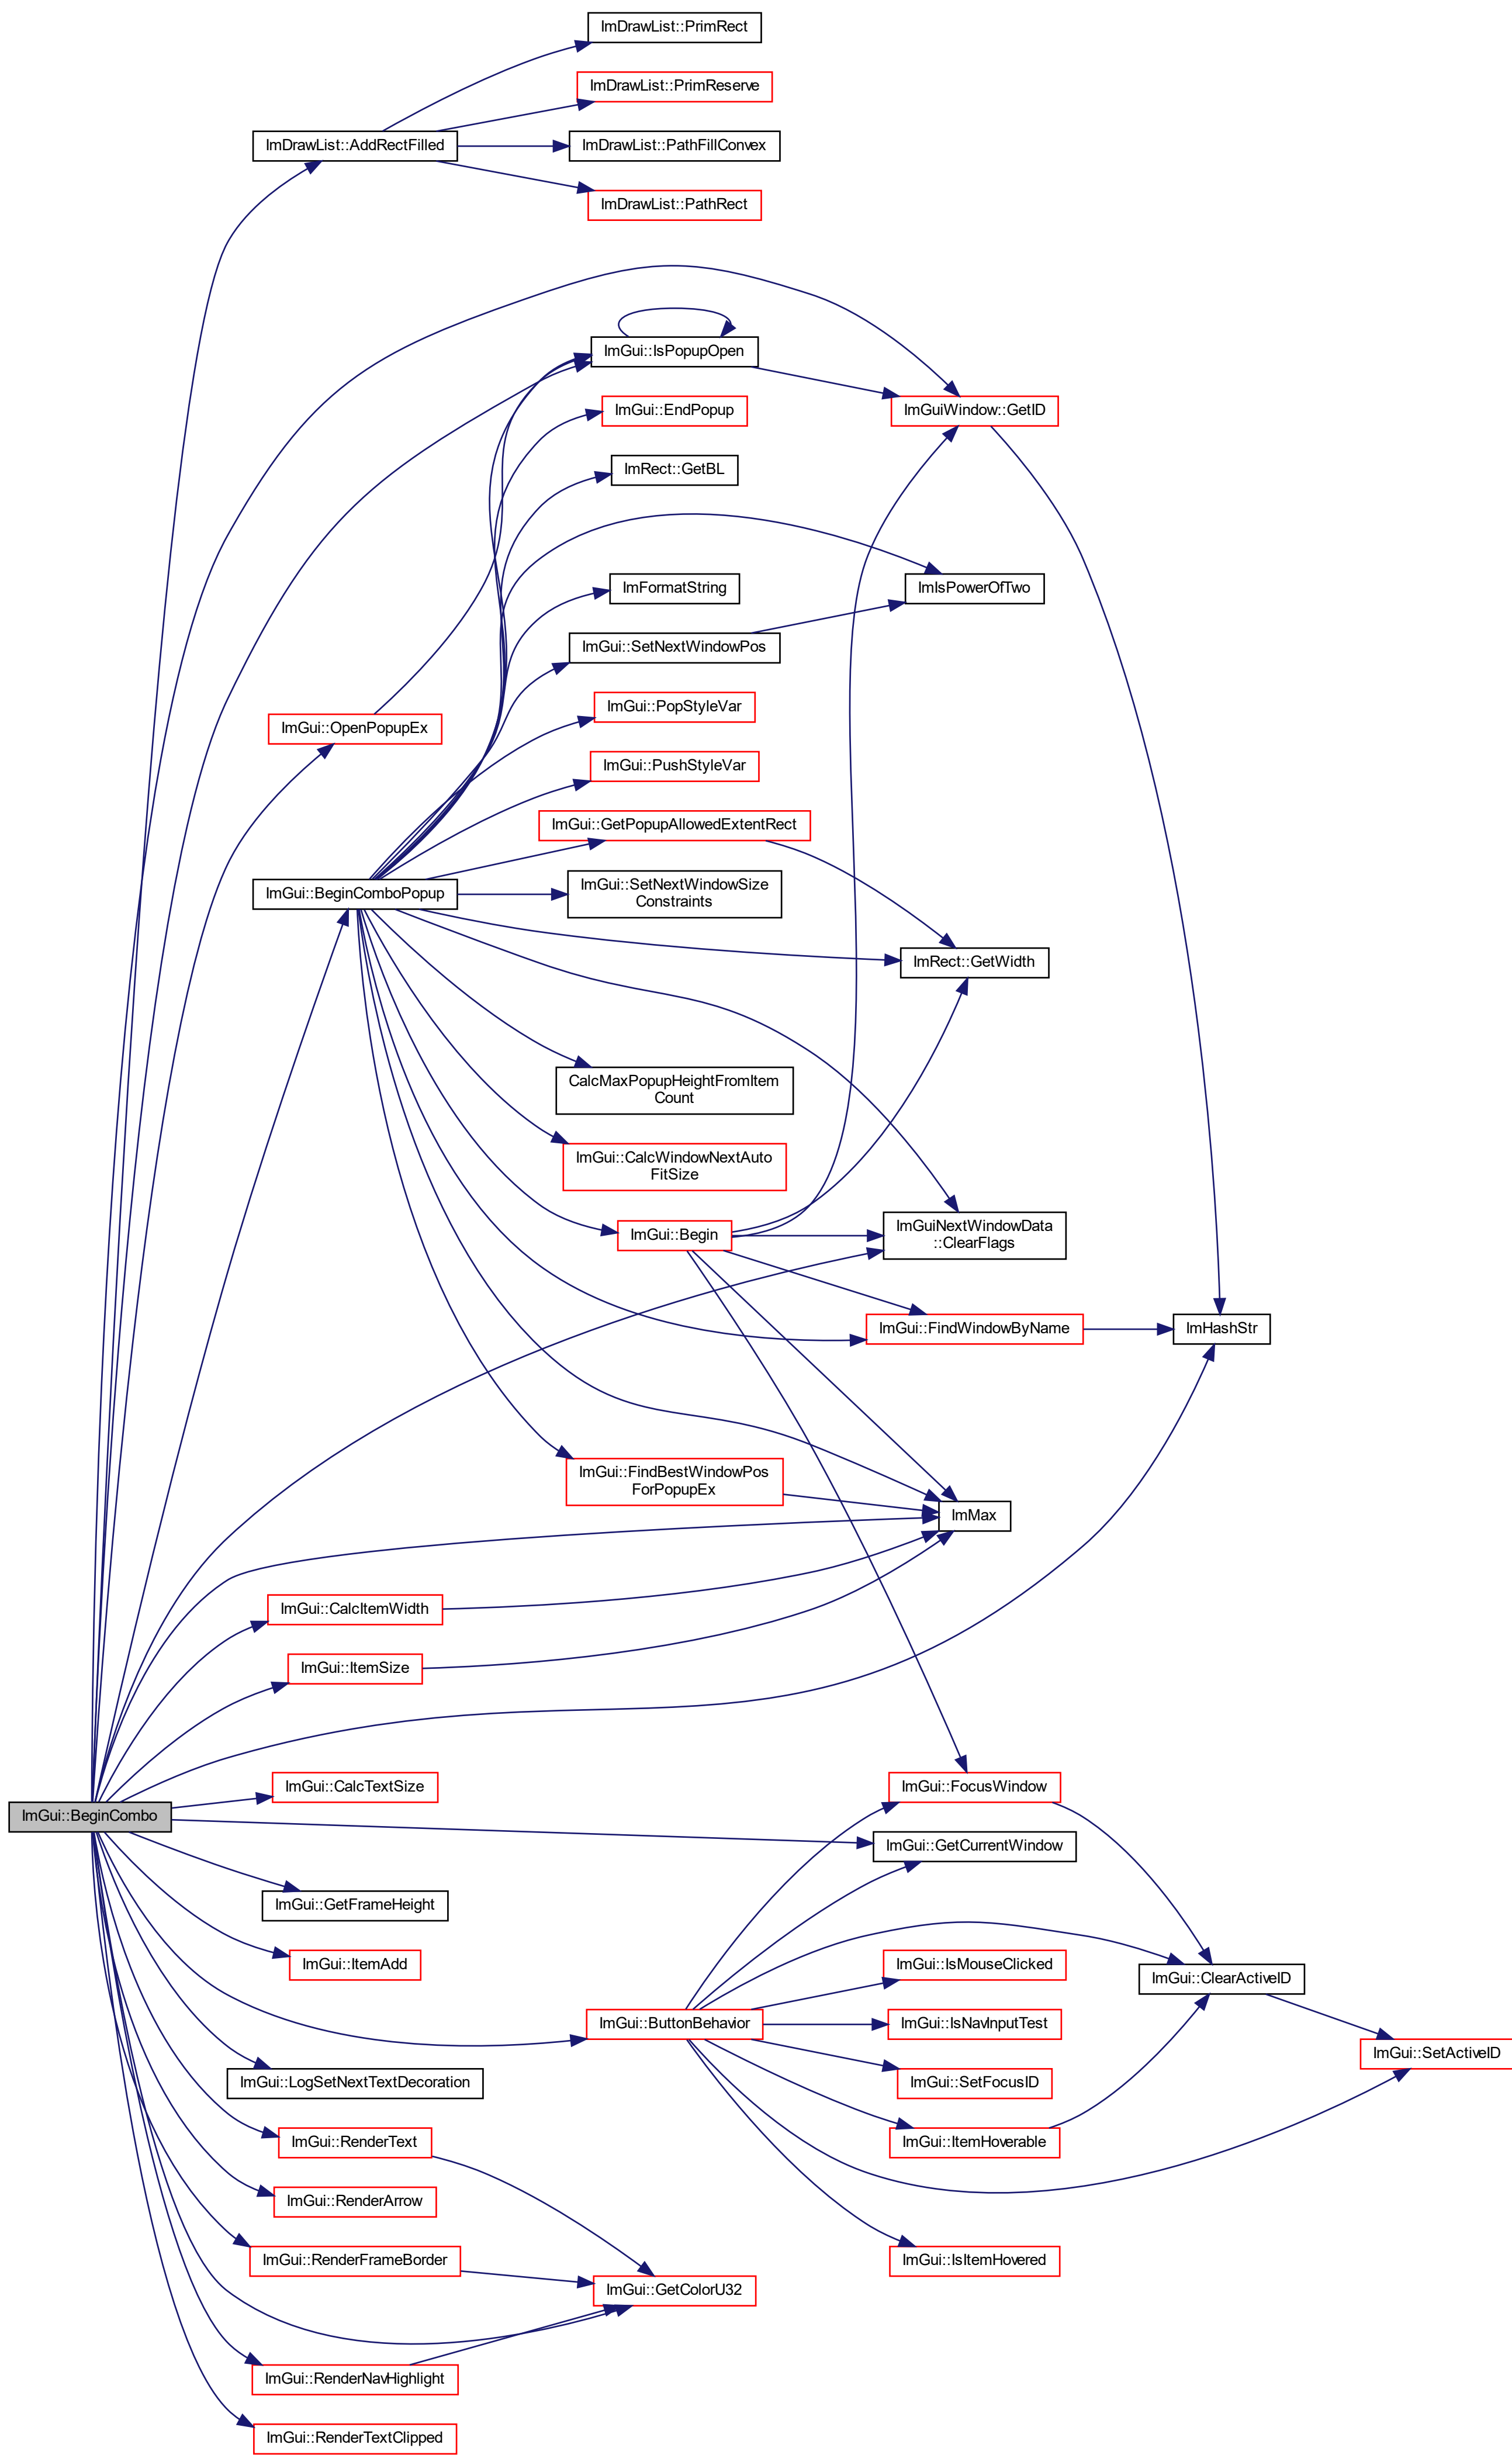 ImDrawList::PrimRect
ImDrawList::PrimReserve
ImDrawList::AddRectFilled
ImDrawList::PathFillConvex
ImDrawList::PathRect
ImGui::IsPopupOpen
ImGui::EndPopup
ImGuiWindow::GetID
ImRect::GetBL
ImFormatString
ImIsPowerOfTwo
ImGui::SetNextWindowPos
ImGui::PopStyleVar
ImGui::OpenPopupEx
ImGui::PushStyleVar
ImGui::GetPopupAllowedExtentRect
ImGui::BeginComboPopup
ImGui::SetNextWindowSize
Constraints
ImRect::GetWidth
CalcMaxPopupHeightFromItem
Count
ImGui::CalcWindowNextAuto
FitSize
ImGui::Begin
ImGuiNextWindowData
::ClearFlags
ImGui::FindWindowByName
ImHashStr
ImGui::FindBestWindowPos
ForPopupEx
ImMax
ImGui::CalcItemWidth
ImGui::ItemSize
ImGui::CalcTextSize
ImGui::FocusWindow
ImGui::BeginCombo
ImGui::GetCurrentWindow
ImGui::GetFrameHeight
ImGui::ItemAdd
ImGui::IsMouseClicked
ImGui::ClearActiveID
ImGui::ButtonBehavior
ImGui::IsNavInputTest
ImGui::SetActiveID
ImGui::LogSetNextTextDecoration
ImGui::SetFocusID
ImGui::RenderText
ImGui::ItemHoverable
ImGui::RenderArrow
ImGui::RenderFrameBorder
ImGui::IsItemHovered
ImGui::GetColorU32
ImGui::RenderNavHighlight
ImGui::RenderTextClipped